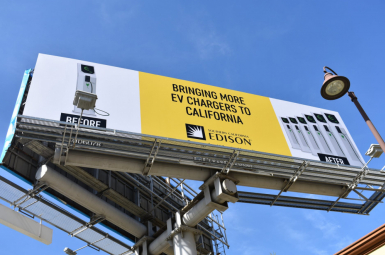 BRINGING MORE
EV CHARGERS TO
CALIFORNIA
SOUTHERN CALIFORNIA
EDISON
BEFORE
AFTER